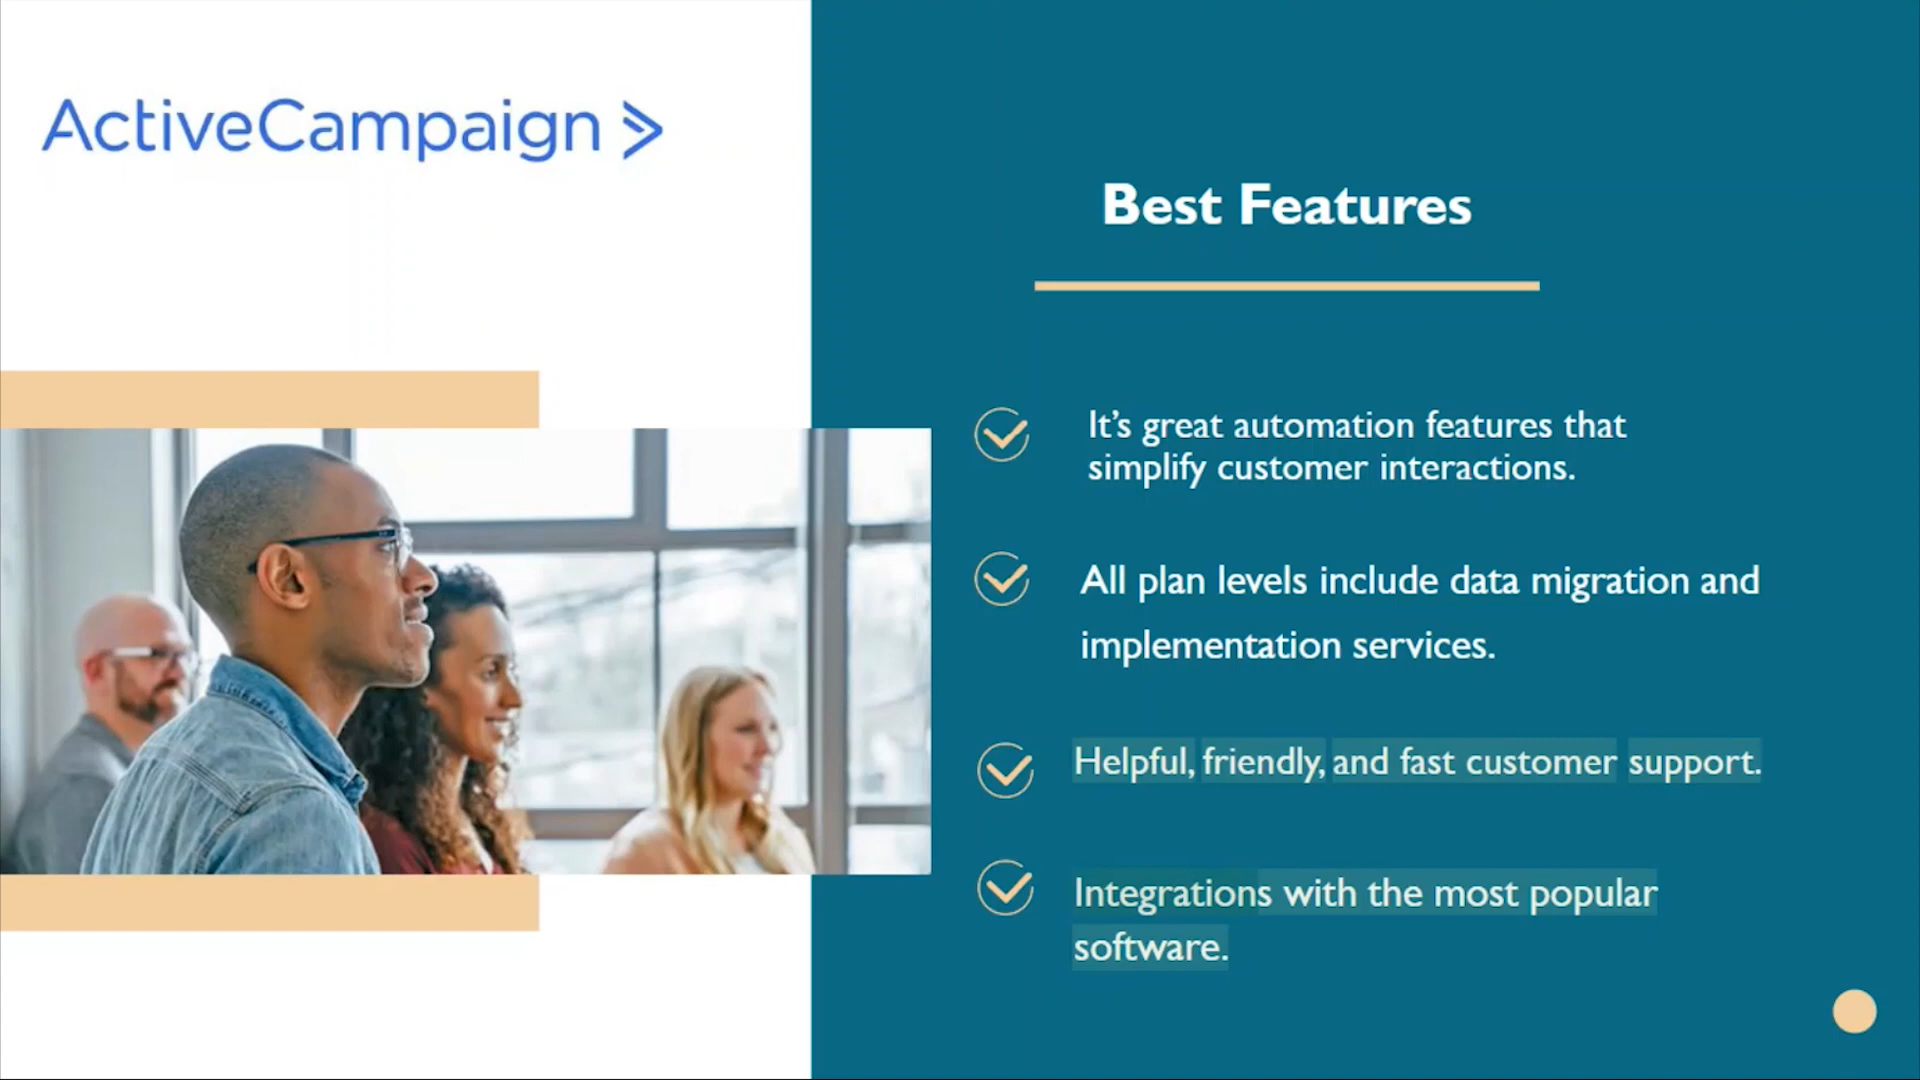 ActiveCampaign
Best Features
It’s great automation features that
simplify customer interactions.
All plan levels include data migration and
implementation services.
Helpful, friendly, and fast customer support.
Integrations with the most popular
software.